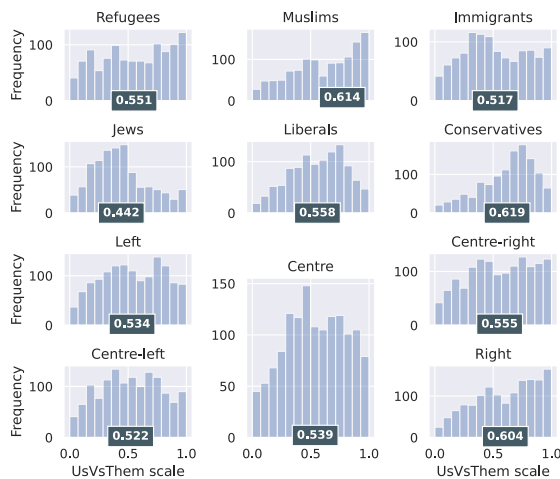 Refugees
Muslims
Immigrants
Frequency
100
0
0.551
100
0
0.614
100
0
0.517
Jews
Liberals
Conservatives
Frequency
100
0
0.442
100
0
0.558
100
0
0.619
Left
Centre
Centre-right
Frequency
100
0
0.534
150
100
50
0
0.539
100
0
0.555
Centre-left
Right
Frequency
100
0
0.522
100
0
0.604
0.0 0.5 1.0
0.0 0.5 1.0
0.0 0.5 1.0
UsVsThem scale
UsVsThem scale
UsVsThem scale